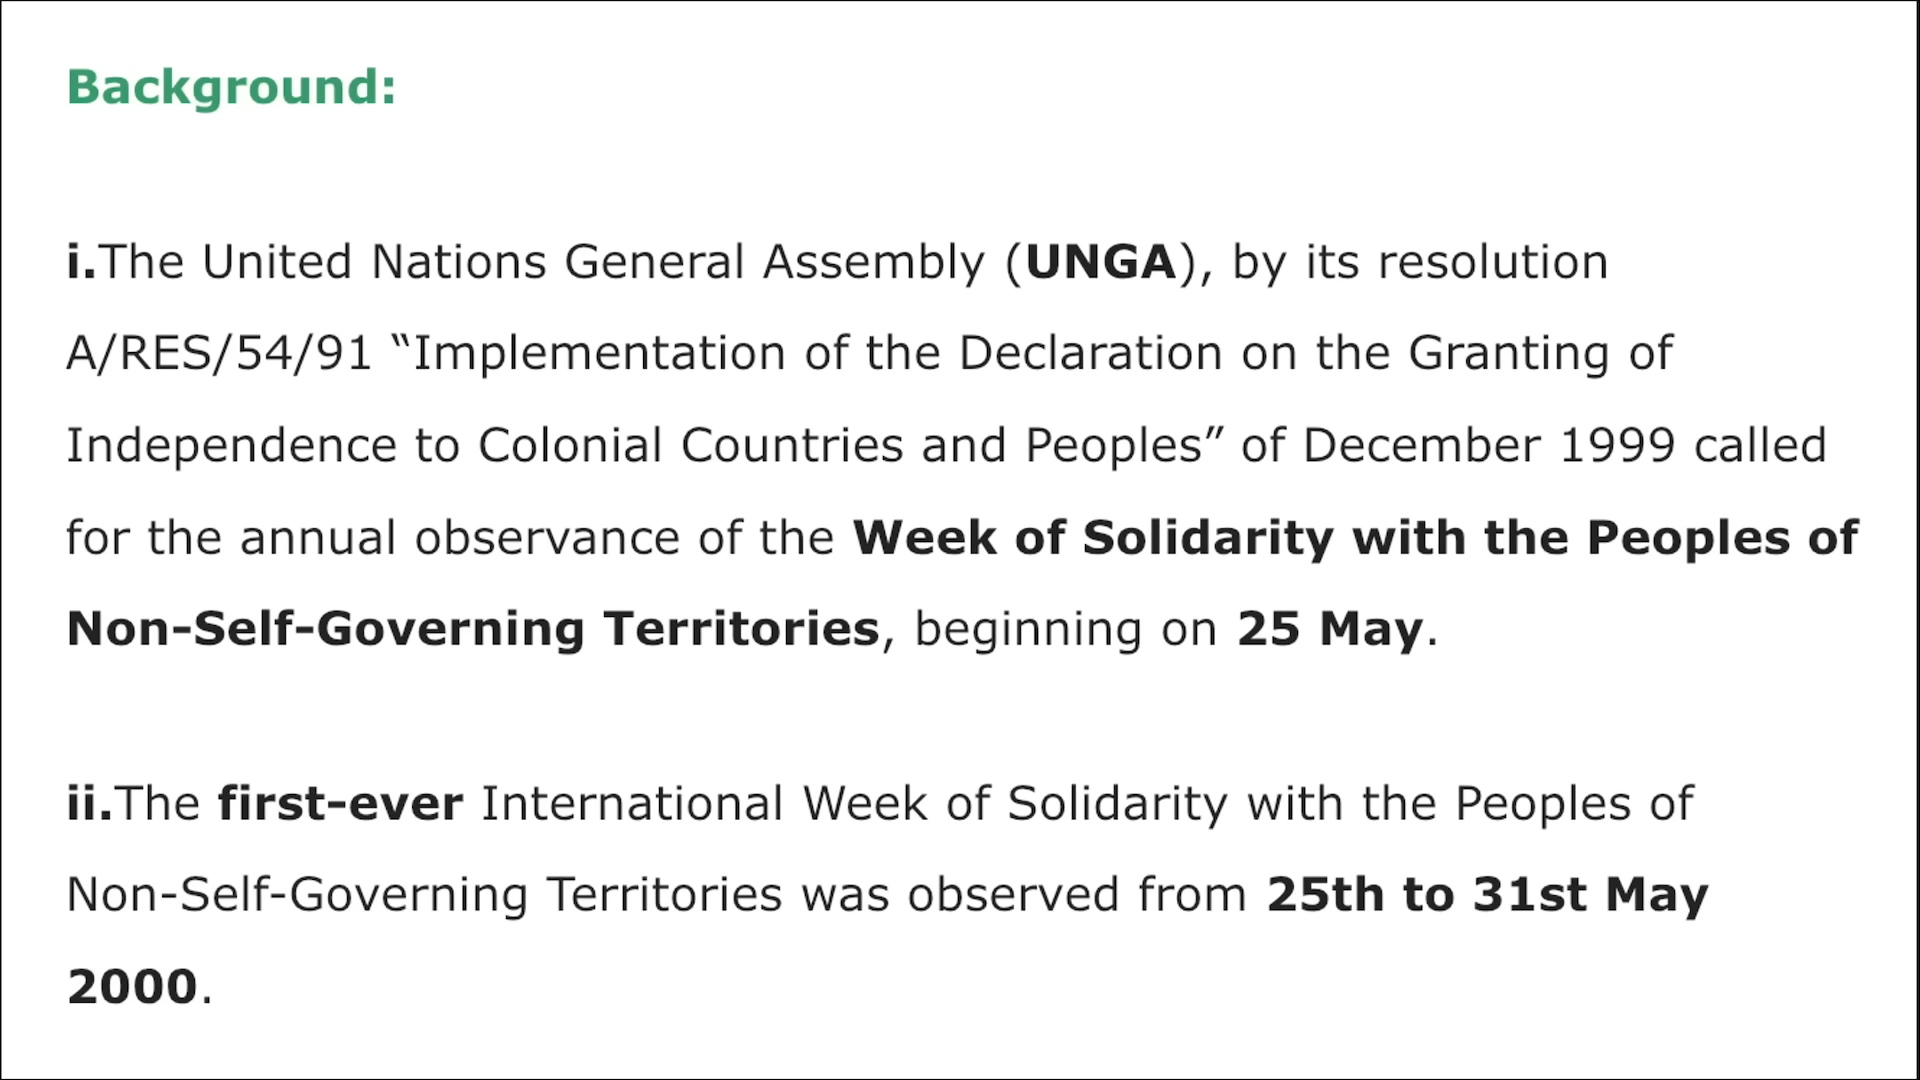 Background:
i.The United Nations General Assembly (UNGA), by its resolution
A/RES/54/91 “Implementation of the Declaration on the Granting of
Independence to Colonial Countries and Peoples” of December 1999 called
for the annual observance of the Week of Solidarity with the Peoples of
Non-Self-Governing Territories, beginning on 25 May.
ii.The first-ever International Week of Solidarity with the Peoples of
Non-Self-Governing Territories was observed from 25th to 31st May
2000.